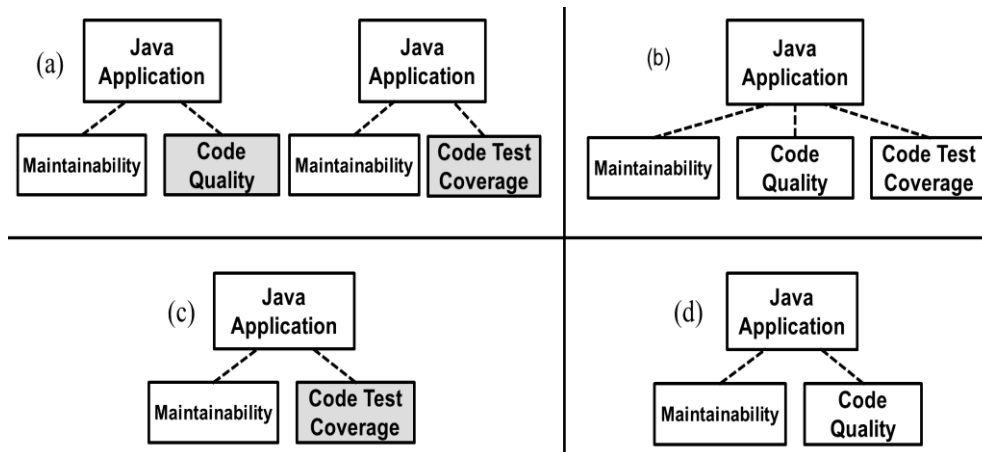 (a)
Java
Application
Maintainability
Code
Quality
Java
Application
Maintainability
Code Test
Coverage
(b)
Java
Application
Maintainability
Code
Quality
Code Test
Coverage
(c)
Java
Application
Maintainability
Code Test
Coverage
(d)
Java
Application
Maintainability
Code
Quality